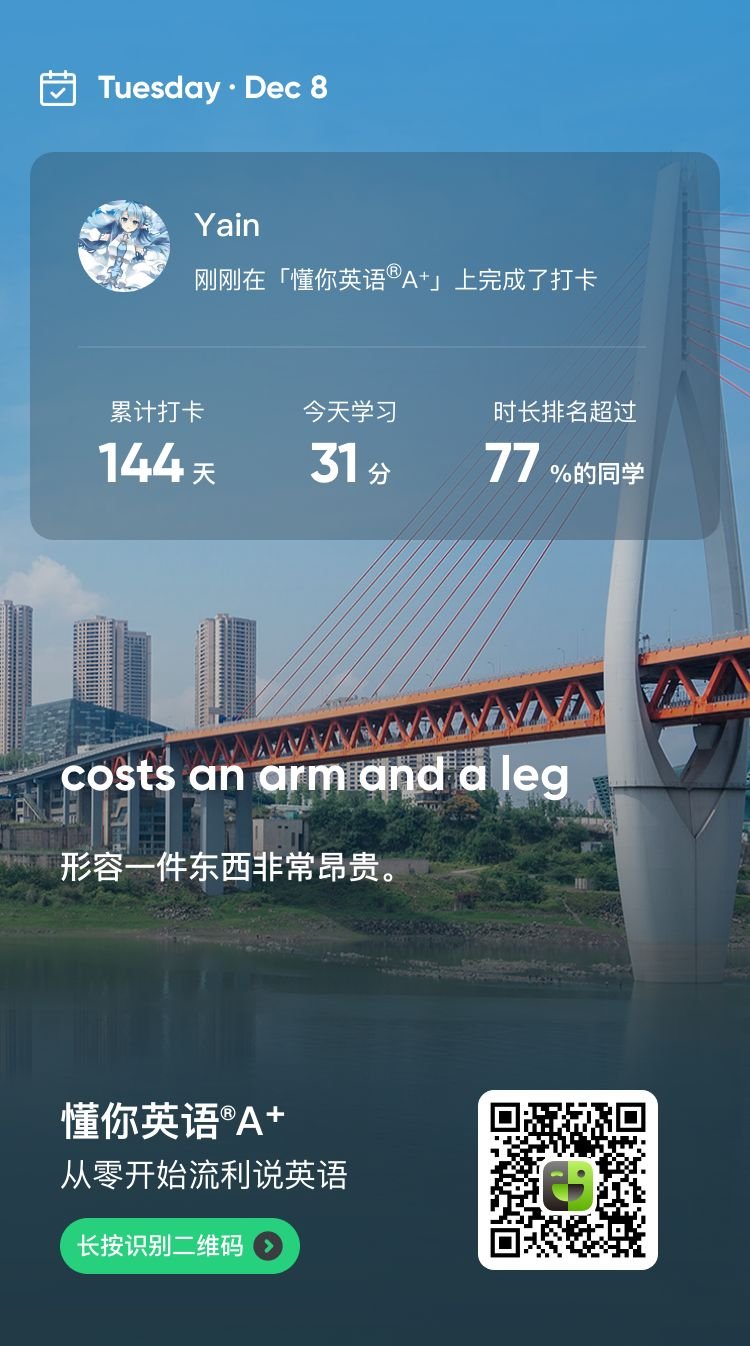 Tuesday · Dec 8
Yain
刚刚在「懂你英语®A⁺」上完成了打卡
累计打卡 今天学习 时长排名超过
144 天 31 分 77 %的同学
costs an arm and a leg
形容一件东西非常昂贵。
懂你英语®A⁺
从零开始流利说英语
长按识别二维码